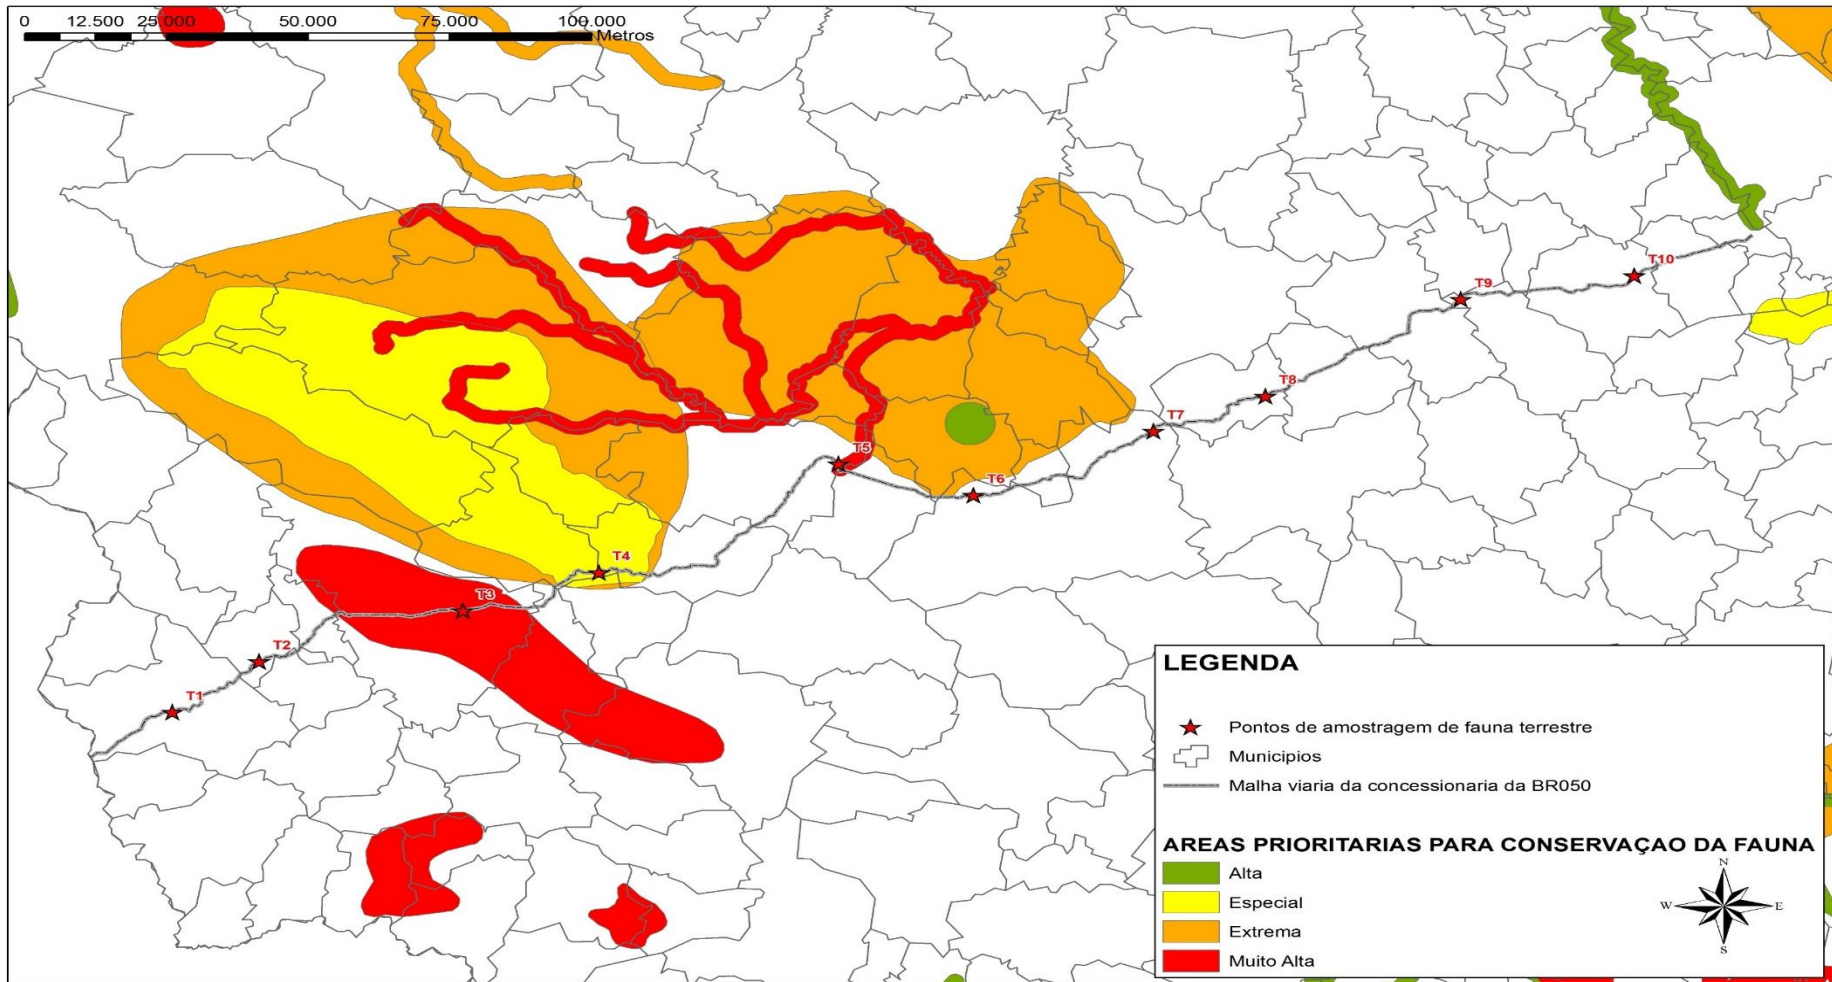 0 12.500 25.000 50.000 75.000 100.000
Metros
T10
T9
T8
T7
T5
T6
T4
T3
T2
T1
LEGENDA
Pontos de amostragem de fauna terrestre
Municipios
Malha viaria da concessionaria da BR050
AREAS PRIORITARIAS PARA CONSERVAÇAO DA FAUNA
Alta
Especial
Extrema
Muito Alta
N
W E
S